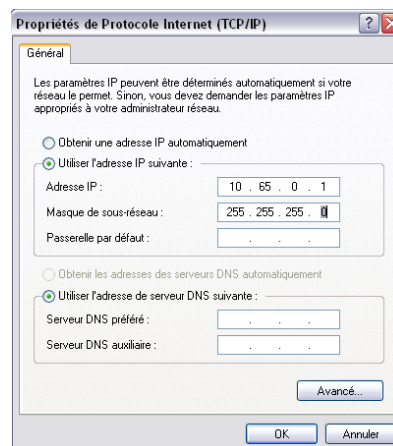 Propriétés de Protocole Internet (TCP/IP)
Général
Les paramètres IP peuvent être déterminés automatiquement si votre
réseau le permet. Sinon, vous devez demander les paramètres IP
appropriés à votre administrateur réseau.
Obtenir une adresse IP automatiquement
Utiliser l'adresse IP suivante :
Adresse IP : 10 . 65 . 0 . 1
Masque de sous-réseau : 255 . 255 . 255 . 0
Passerelle par défaut : . . .
Obtenir les adresses des serveurs DNS automatiquement
Utiliser l'adresse de serveur DNS suivante :
Serveur DNS préféré : . . .
Serveur DNS auxiliaire : . . .
Avancé...
OK Annuler